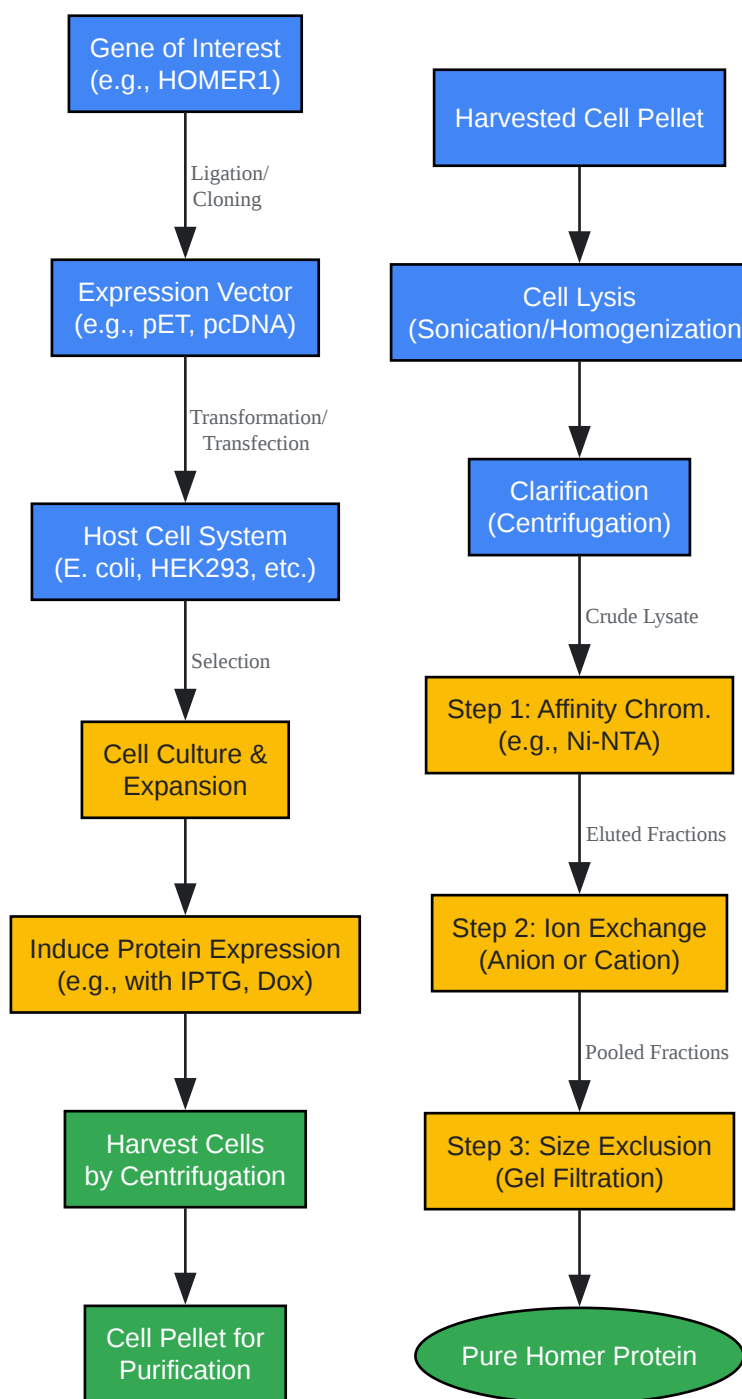 Gene of Interest
(e.g., HOMER1)
Ligation/
Cloning
Expression Vector
(e.g., pET, pcDNA)
Transformation/
Transfection
Host Cell System
(E. coli, HEK293, etc.)
Selection
Cell Culture &
Expansion
Induce Protein Expression
(e.g., with IPTG, Dox)
Harvest Cells
by Centrifugation
Cell Pellet for
Purification
Harvested Cell Pellet
Cell Lysis
(Sonication/Homogenization
Clarification
(Centrifugation)
Crude Lysate
Step 1: Affinity Chrom.
(e.g., Ni-NTA)
Eluted Fractions
Step 2: Ion Exchange
(Anion or Cation)
Pooled Fractions
Step 3: Size Exclusion
(Gel Filtration)
Pure Homer Protein